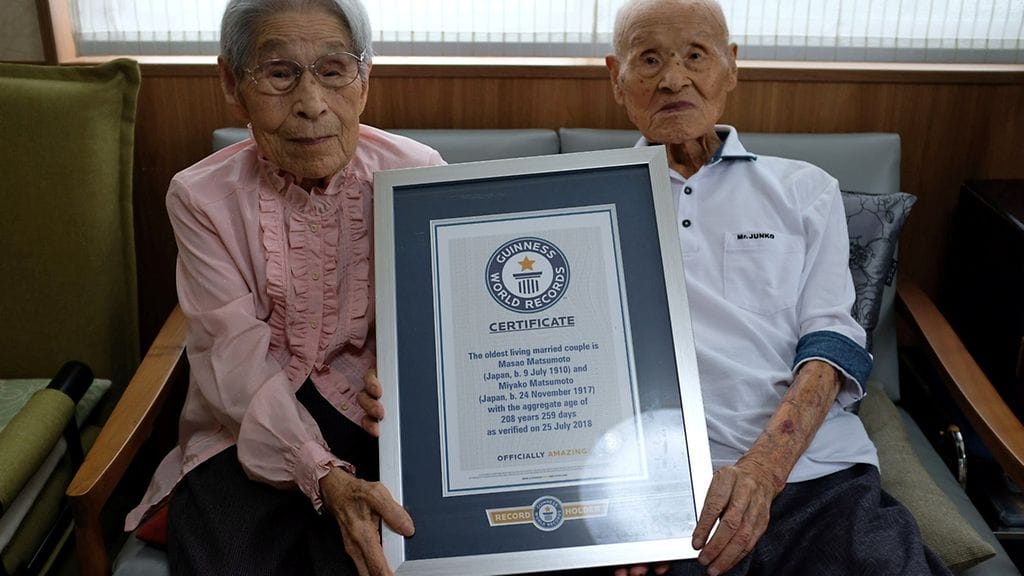 Mr. JUNKO
GUINNESS
WORLD RECORDS
CERTIFICATE
The oldest living married couple is
Masao Matsumoto
(Japan, b. 9 July 1910) and
Miyako Matsumoto
(Japan, b. 24 November 1917)
with the aggregate age of
208 years 259 days
as verified on 25 July 2018
OFFICIALLY AMAZING
RECORD HOLDER